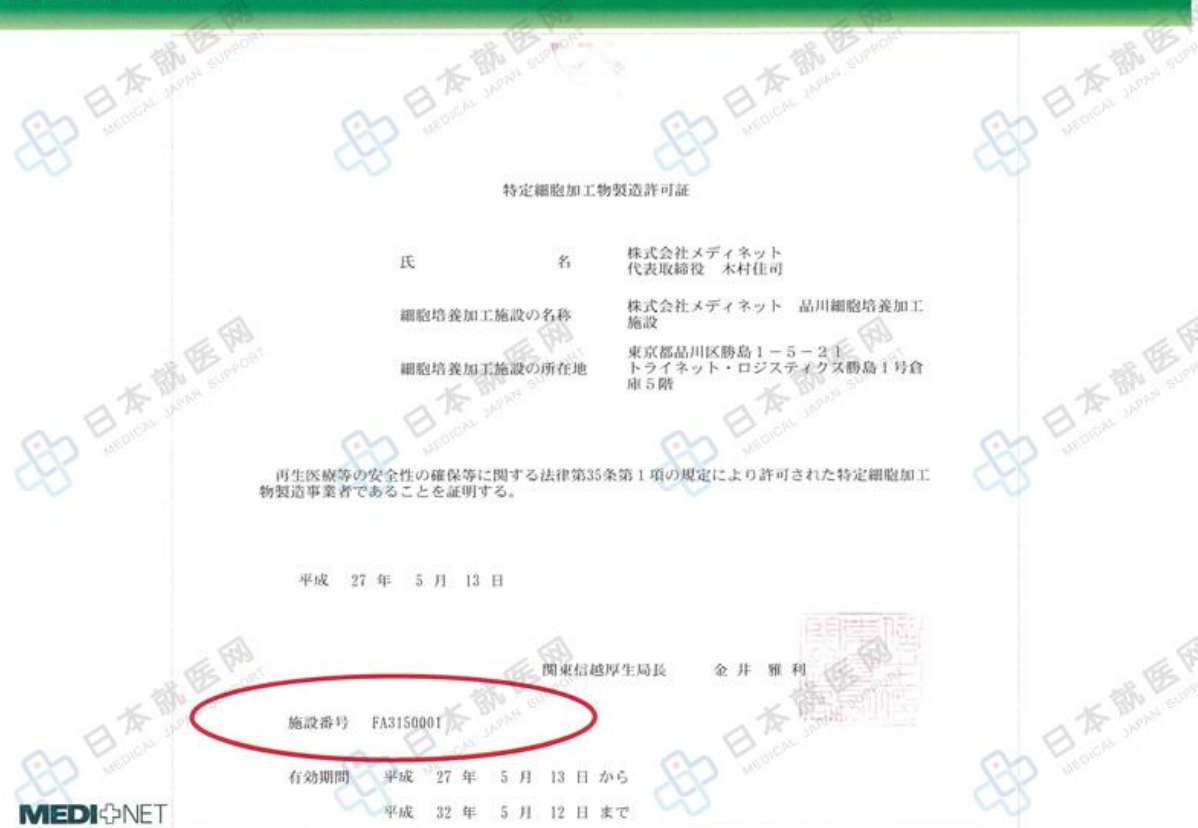 特定細胞加工物製造許可証
氏 名 株式会社メディネット
代表取締役 木村佳司
細胞培養加工施設の名称 株式会社メディネット 品川細胞培養加工
施設
細胞培養加工施設の所在地 東京都品川区勝島1-5-21
トライネット・ロジスティクス勝島1号倉
庫5階
再生医療等の安全性の確保等に関する法律第35条第1項の規定により許可された特定細胞加工
物製造事業者であることを証明する。
平成 27 年 5 月 13 日
関東信越厚生局長 金井雅利
施設番号 FA3150001
有効期間 平成 27 年 5 月 13 日 から
平成 32 年 5 月 12 日 まで
MEDINET
日本就医网
MEDICAL JAPAN SUPPORT